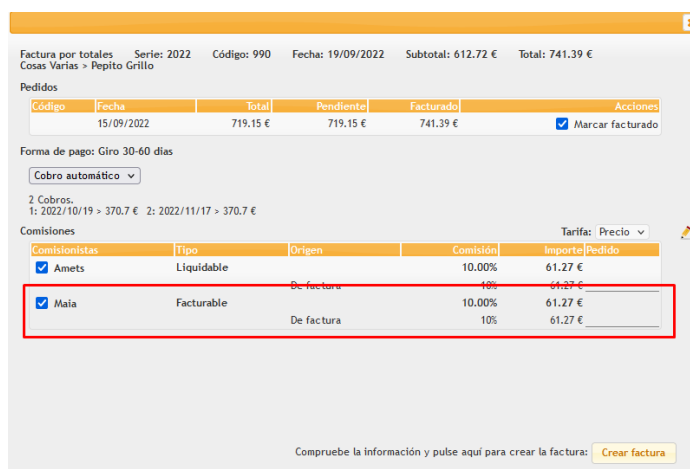 Factura por totales Serie: 2022 Código: 990 Fecha: 19/09/2022 Subtotal: 612.72 € Total: 741.39 €
Cosas Varias > Pepito Grillo
Pedidos
Código Fecha Total Pendiente Facturado Acciones
15/09/2022 719.15 € 719.15 € 741.39 € Marcar facturado
Forma de pago: Giro 30-60 dias
Cobro automático
2 Cobros.
1: 2022/10/19 > 370.7 € 2: 2022/11/17 > 370.7 €
Comisiones Tarifa: Precio
Comisionistas Tipo Origen Comisión Importe Pedido
Amets Liquidable 10.00% 61.27 €
De factura 10% 61.27 €
Maia Facturable 10.00% 61.27 €
De factura 10% 61.27 €
Compruebe la información y pulse aquí para crear la factura: Crear factura